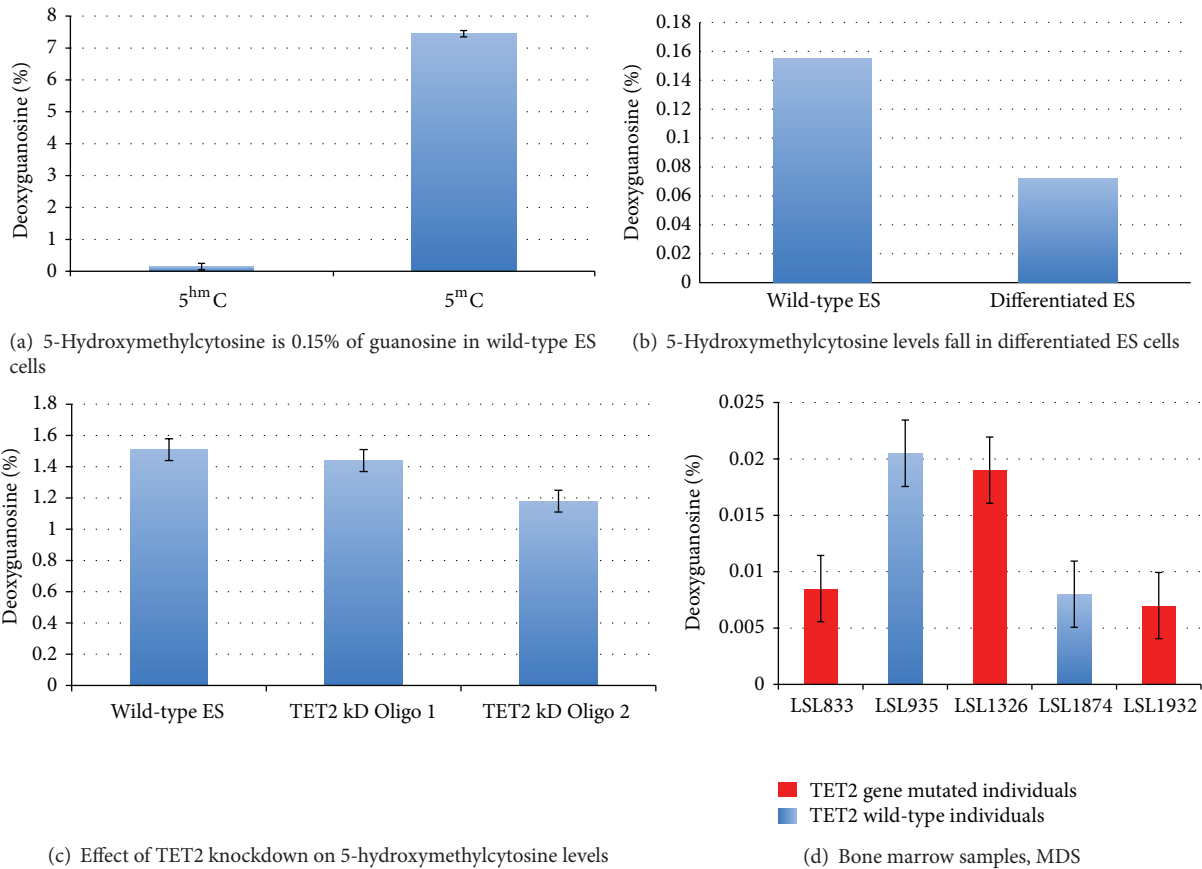 Deoxyguanosine (%)
8
7
6
5
4
3
2
1
0
5hmC
5mC
(a) 5-Hydroxymethylcytosine is 0.15% of guanosine in wild-type ES
cells
Deoxyguanosine (%)
0.18
0.16
0.14
0.12
0.1
0.08
0.06
0.04
0.02
0
Wild-type ES
Differentiated ES
(b) 5-Hydroxymethylcytosine levels fall in differentiated ES cells
Deoxyguanosine (%)
1.8
1.6
1.4
1.2
1
0.8
0.6
0.4
0.2
0
Wild-type ES
TET2 kD Oligo 1
TET2 kD Oligo 2
(c) Effect of TET2 knockdown on 5-hydroxymethylcytosine levels
Deoxyguanosine (%)
0.025
0.02
0.015
0.01
0.005
0
LSL833
LSL935
LSL1326
LSL1874
LSL1932
TET2 gene mutated individuals
TET2 wild-type individuals
(d) Bone marrow samples, MDS